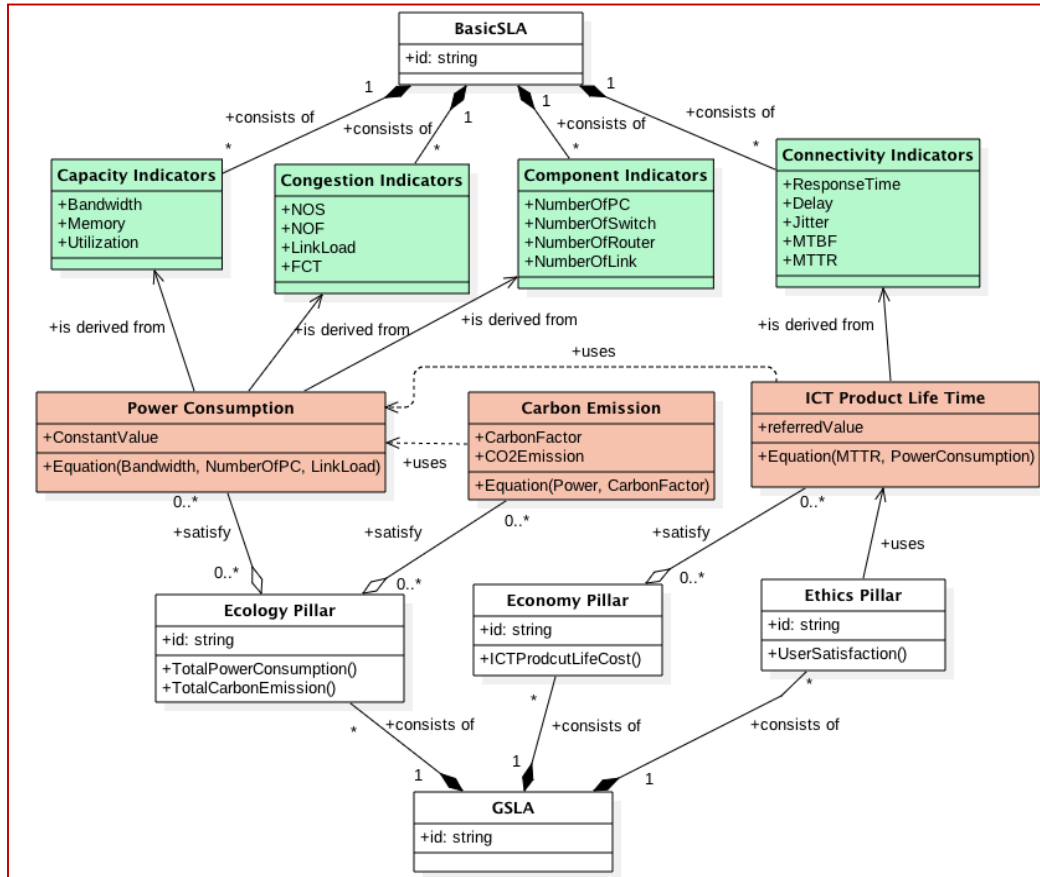 BasicSLA
+id: string
1
1
1
1
+consists of
+consists of
+consists of
+consists of
*
*
*
*
Capacity Indicators
+Bandwidth
+Memory
+Utilization
Congestion Indicators
+NOS
+NOF
+LinkLoad
+FCT
Component Indicators
+NumberOfPC
+NumberOfSwitch
+NumberOfRouter
+NumberOfLink
Connectivity Indicators
+ResponseTime
+Delay
+Jitter
+MTBF
+MTTR
+is derived from
+is derived from
+is derived from
+is derived from
+uses
Power Consumption
+ConstantValue
+Equation(Bandwidth, NumberOfPC, LinkLoad)
+uses
Carbon Emission
+CarbonFactor
+CO2Emission
+Equation(Power, CarbonFactor)
ICT Product Life Time
+referredValue
+Equation(MTTR, PowerConsumption)
0..*
0..*
0..*
+satisfy
+satisfy
+satisfy
+uses
0..*
0..*
0..*
Ecology Pillar
+id: string
+TotalPowerConsumption()
+TotalCarbonEmission()
Economy Pillar
+id: string
+ICTProdcutLifeCost()
Ethics Pillar
+id: string
+UserSatisfaction()
*
*
*
+consists of
+consists of
+consists of
1
1
1
GSLA
+id: string